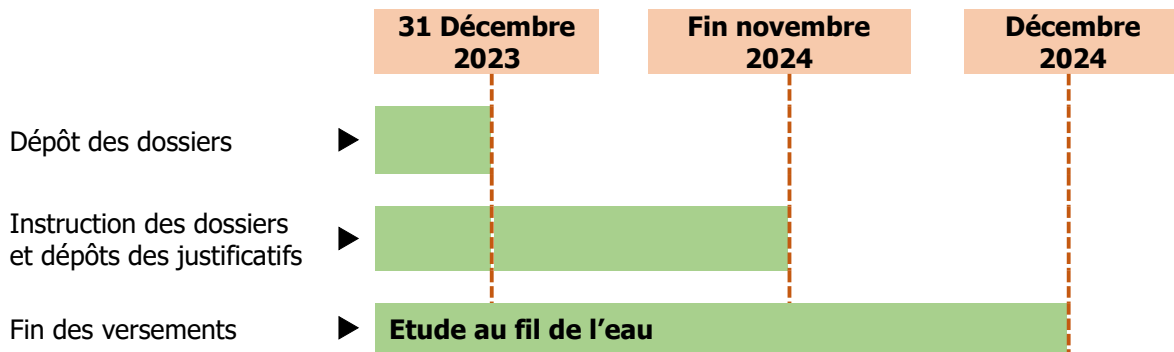 31 Décembre
2023
Fin novembre
2024
Décembre
2024
Dépôt des dossiers
Instruction des dossiers
et dépôts des justificatifs
Fin des versements
Etude au fil de l’eau